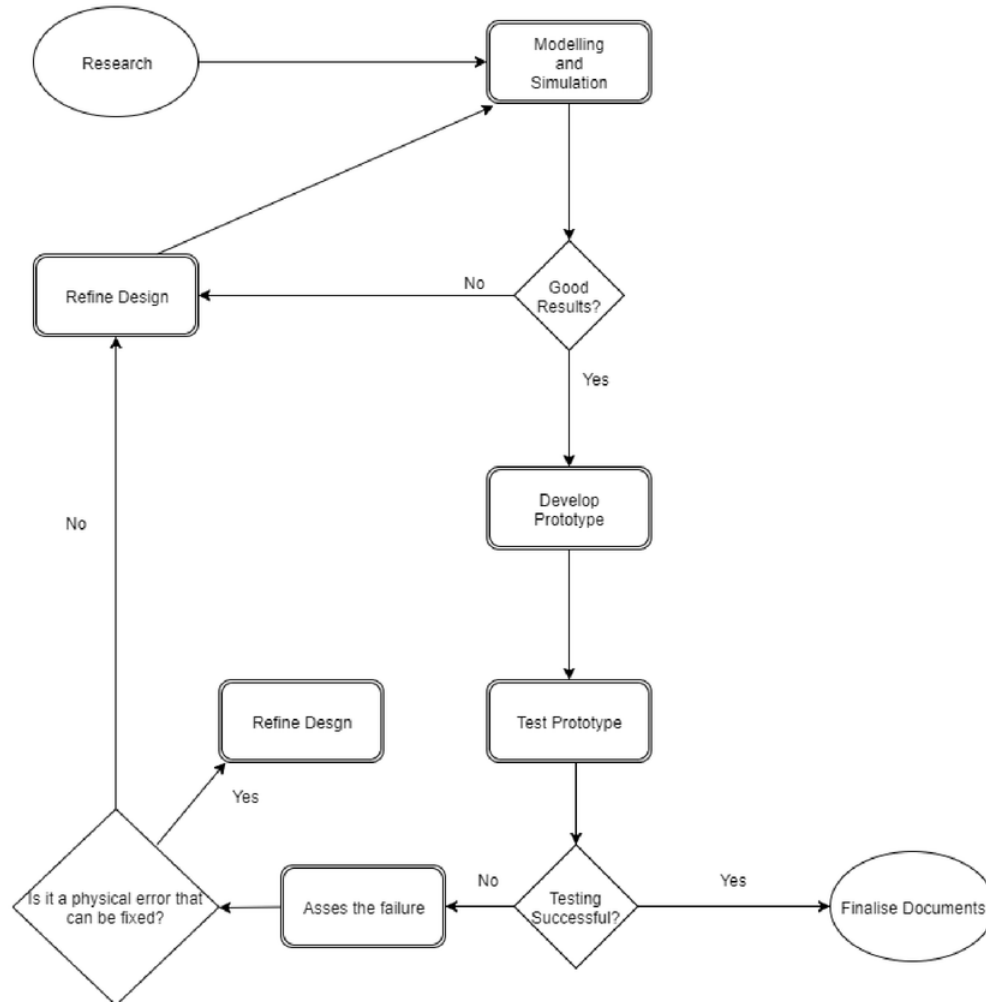 Research
Modelling
and
Simulation
Refine Design
No
Good
Results?
Yes
Develop
Prototype
No
Refine Desgn
Test Prototype
Yes
Is it a physical error that
can be fixed?
Asses the failure
No
Testing
Successful?
Yes
Finalise Documents